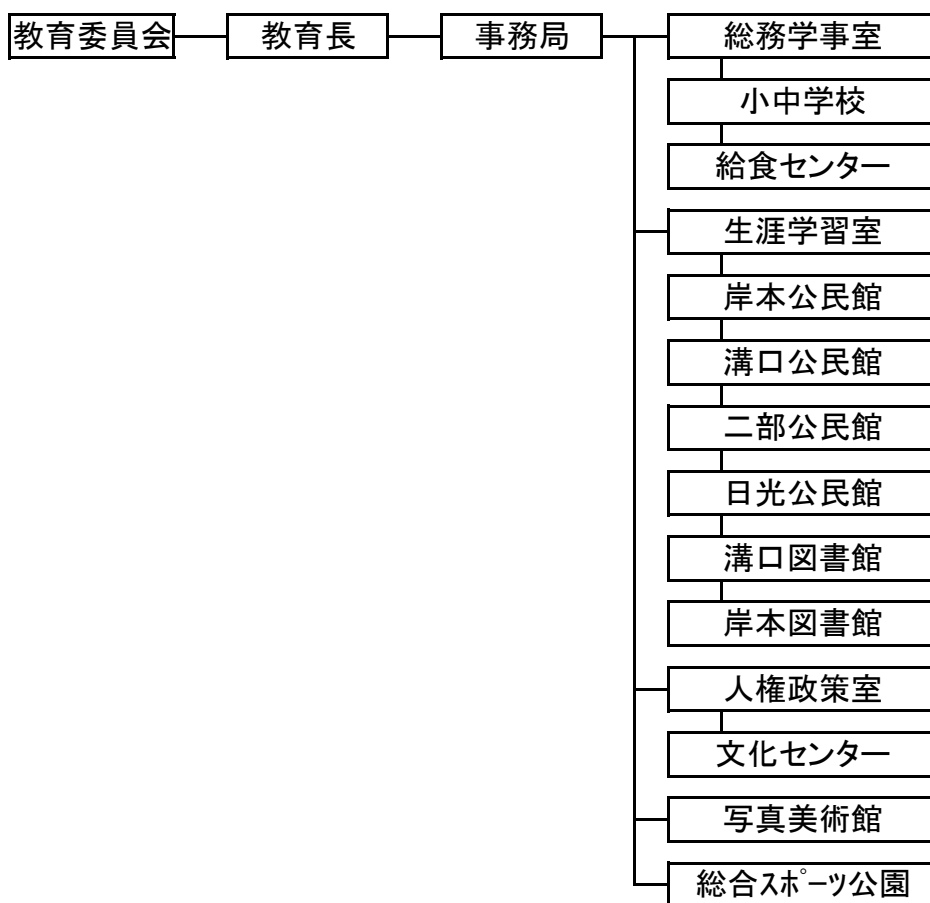 教育委員会
教育長
事務局
総務学事室
小中学校
給食センター
生涯学習室
岸本公民館
溝口公民館
二部公民館
日光公民館
溝口図書館
岸本図書館
人権政策室
文化センター
写真美術館
総合ｽﾎﾟｰﾂ公園